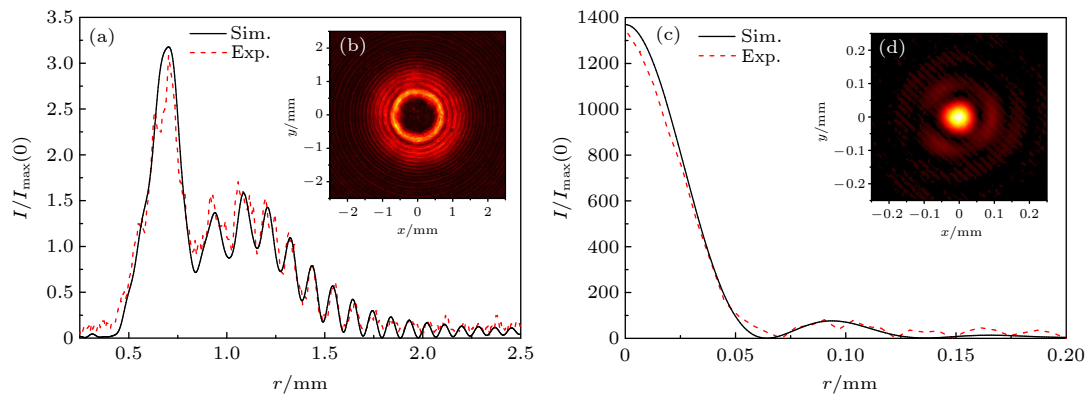 (a)
Sim.
Exp.
(b)
2
1
0
−1
−2
y/mm
−2 −1 0 1 2
x/mm
3.5
3.0
2.5
2.0
1.5
1.0
0.5
0
I/Imax(0)
0.5 1.0 1.5 2.0 2.5
r/mm
(c)
Sim.
Exp.
(d)
0.2
0.1
0
−0.1
−0.2
y/mm
−0.2 −0.1 0 0.1 0.2
x/mm
1400
1200
1000
800
600
400
200
0
I/Imax(0)
0 0.05 0.10 0.15 0.20
r/mm